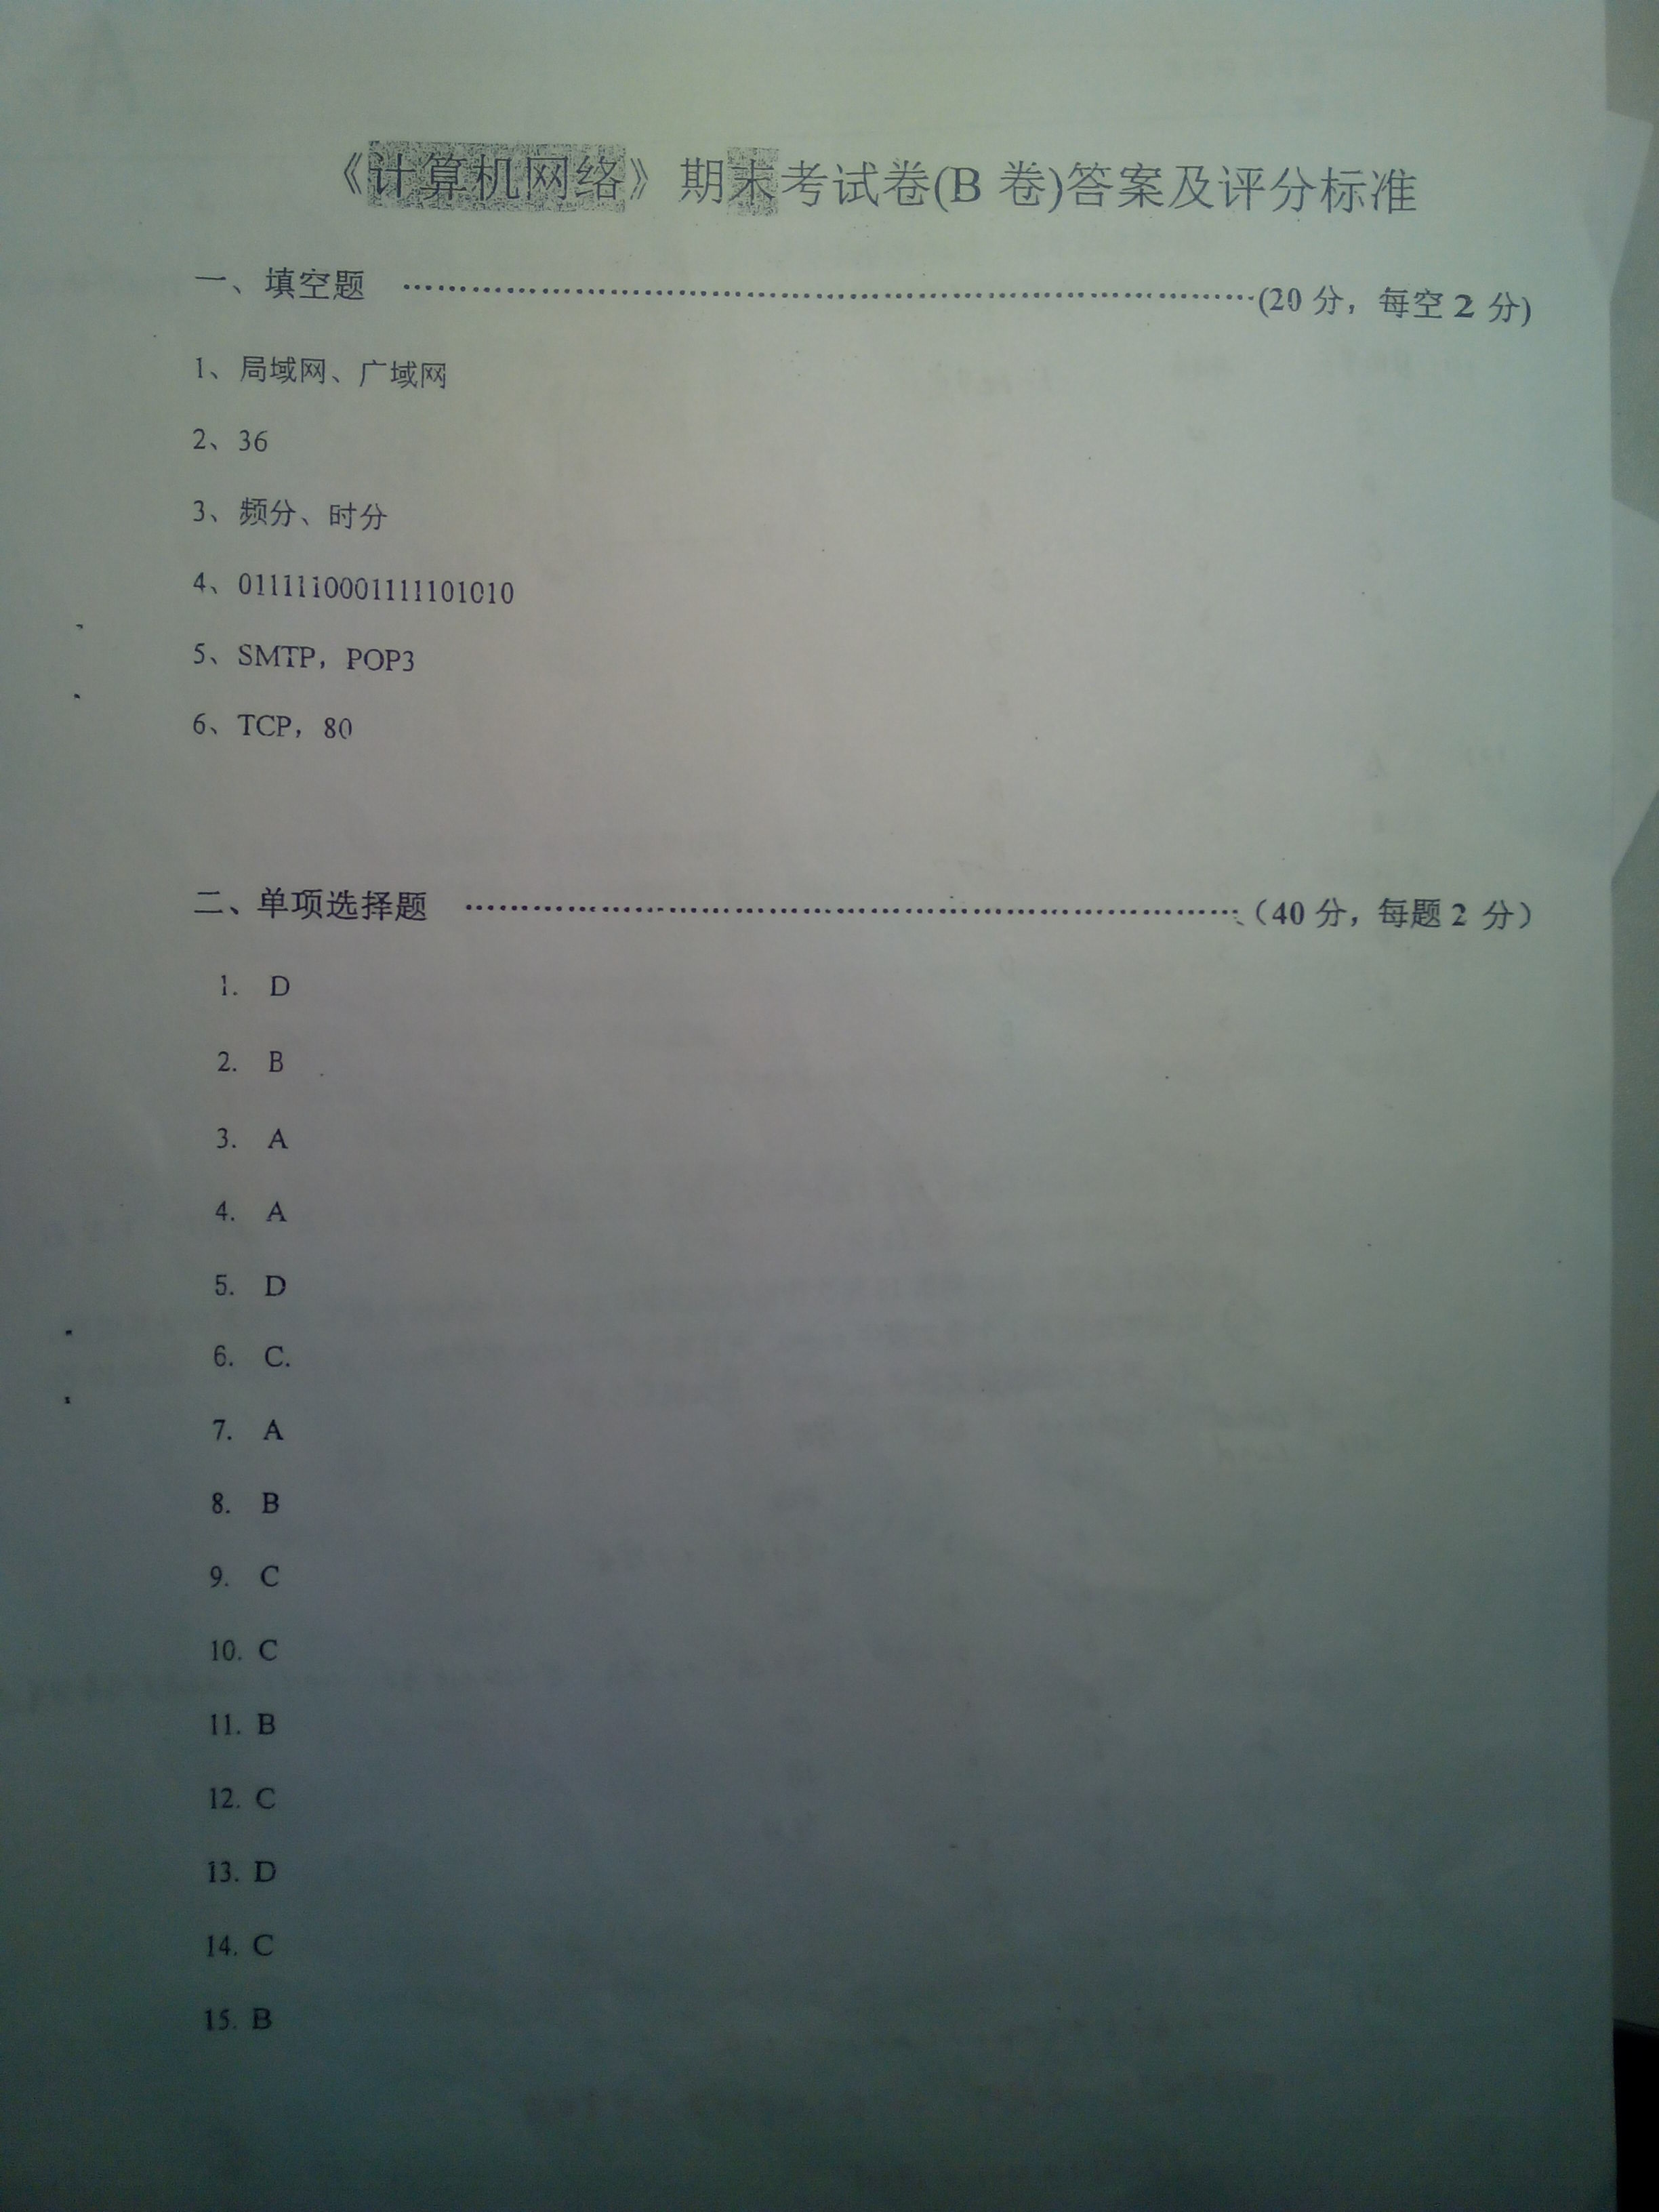 《计算机网络》期末考试卷(B 卷)答案及评分标准
一、填空题 ……………………………………………………(20 分，每空 2 分)
1、局域网、广域网
2、36
3、频分、时分
4、0111110001111101010
5、SMTP，POP3
6、TCP，80
二、单项选择题 ……………………………………………………（40 分，每题 2 分）
1. D
2. B
3. A
4. A
5. D
6. C.
7. A
8. B
9. C
10. C
11. B
12. C
13. D
14. C
15. B